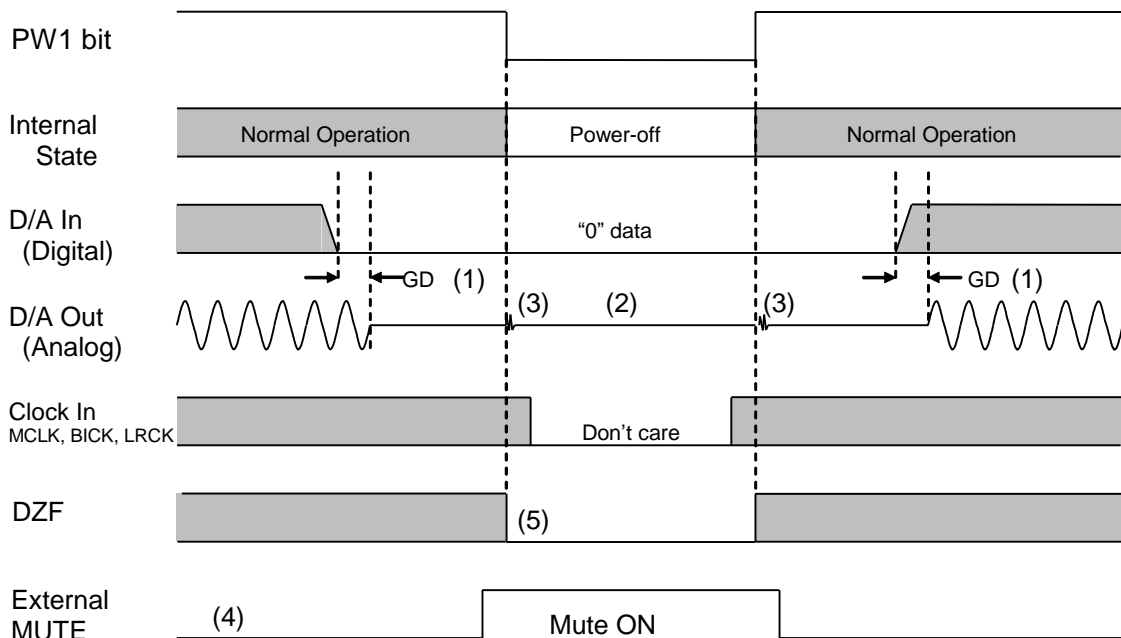 PW1 bit
Internal
State
Normal Operation
Power-off
Normal Operation
D/A In
(Digital)
“0” data
GD (1)
GD (1)
D/A Out
(Analog)
(3)
(2)
(3)
Clock In
MCLK, BICK, LRCK
Don’t care
DZF
(5)
External
MUTE
(4)
Mute ON